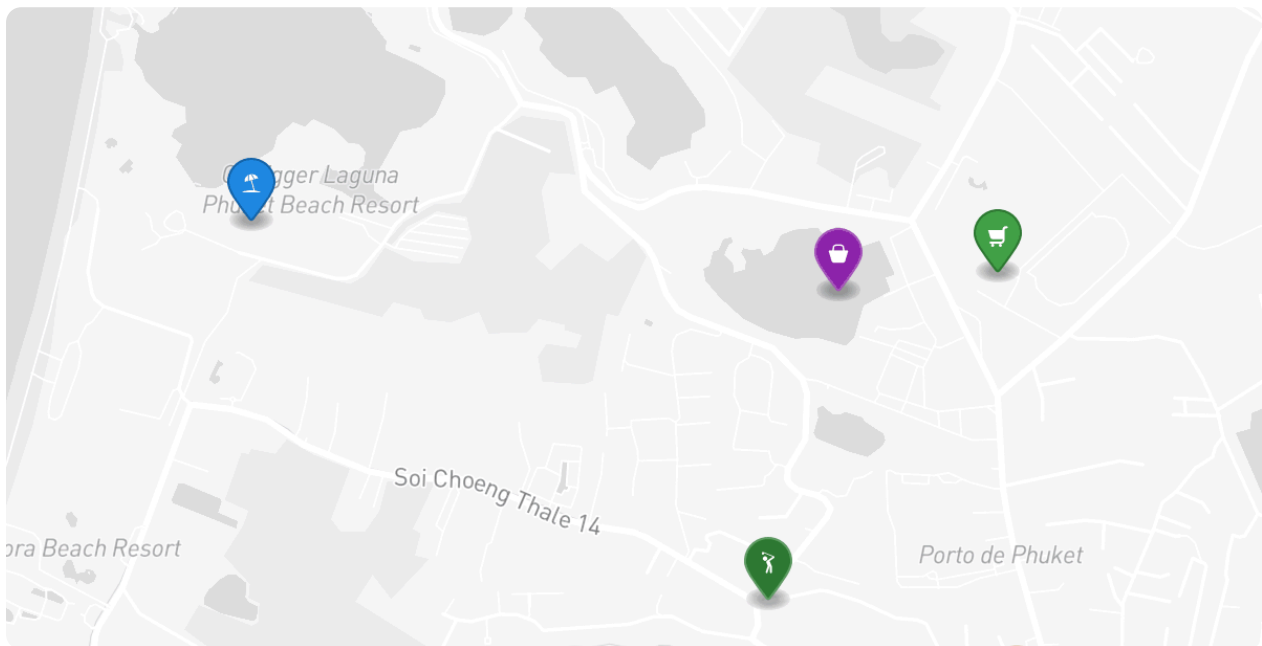 Laguna
Beach Resort
Soi Choeng Thale 14
Beach Resort
Porto de Phuket